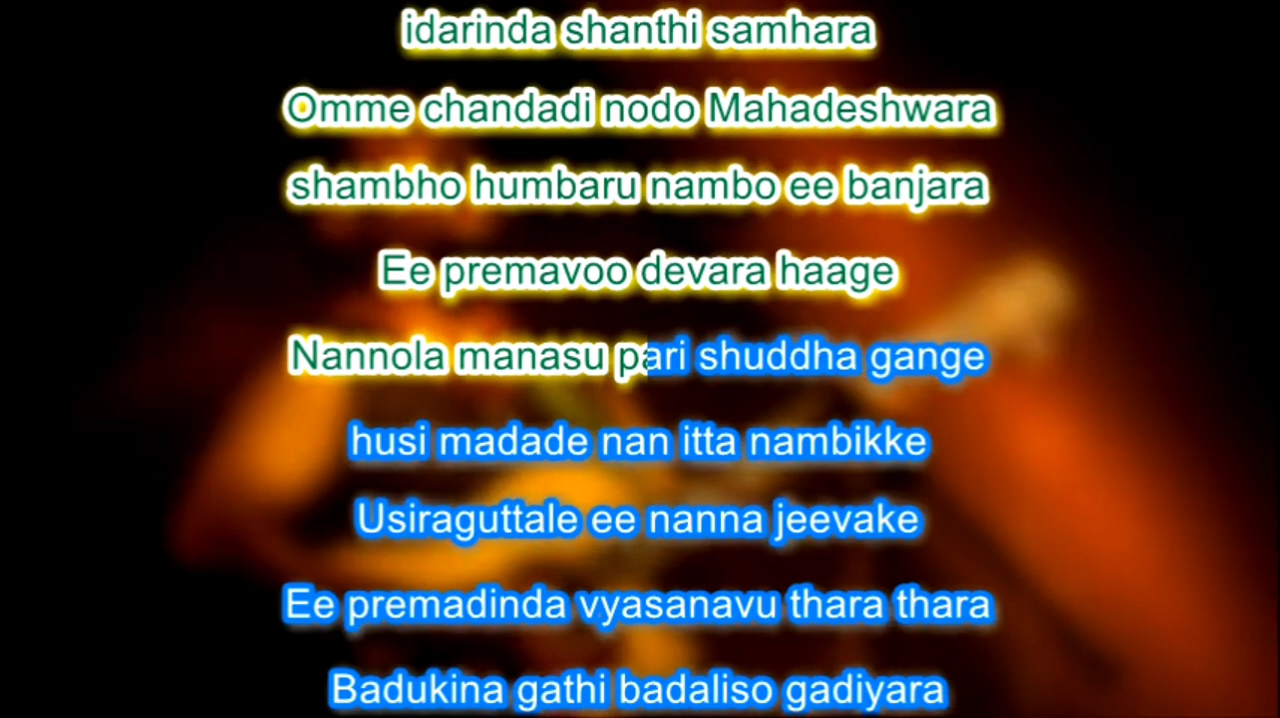 idarinda shanthi samhara
Omme chandadi nodo Mahadeshwara
shambho humbaru nambo ee banjara
Ee premavoo devara haage
Nannola manasu pari shuddha gange
husi madade nan itta nambikke
Usiraguttale ee nanna jeevake
Ee premadinda vyasanavu thara thara
Badukina gathi badaliso gadiyara